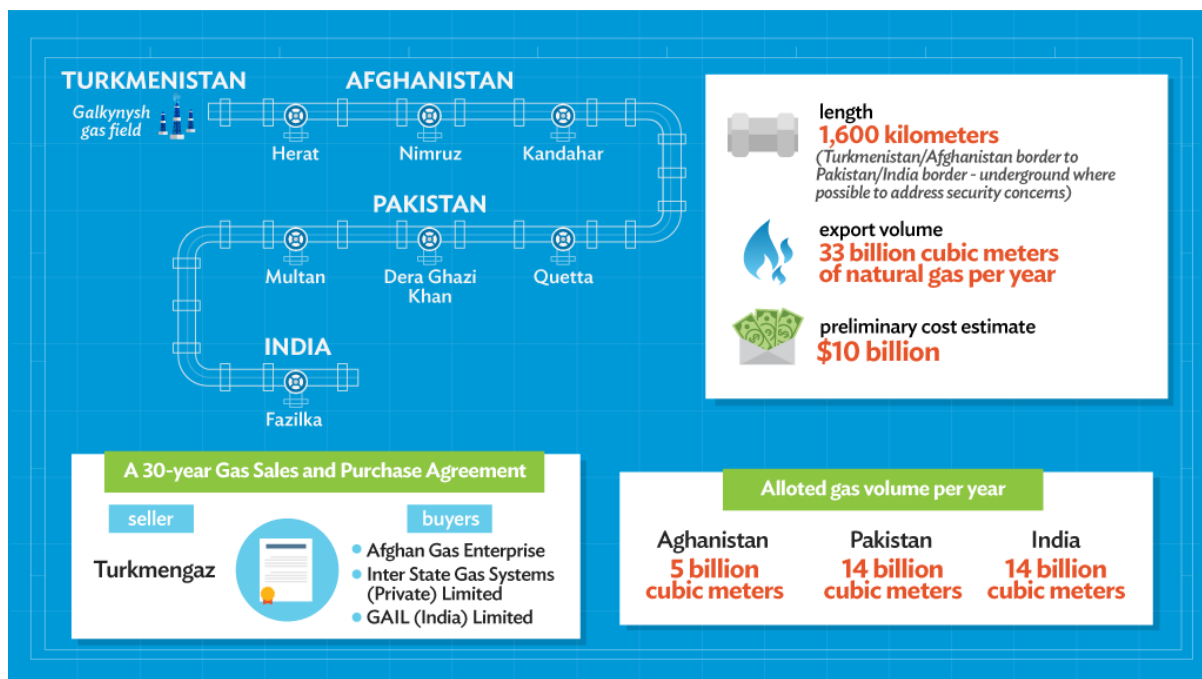 TURKMENISTAN
Galkynysh
gas field
AFGHANISTAN
Herat
Nimruz
Kandahar
PAKISTAN
Multan
Dera Ghazi
Khan
Quetta
INDIA
Fazilka
length
1,600 kilometers
(Turkmenistan/Afghanistan border to
Pakistan/India border - underground where
possible to address security concerns)
export volume
33 billion cubic meters
of natural gas per year
preliminary cost estimate
$10 billion
A 30-year Gas Sales and Purchase Agreement
seller
Turkmengaz
buyers
Afghan Gas Enterprise
Inter State Gas Systems
(Private) Limited
GAIL (India) Limited
Alloted gas volume per year
Aghanistan
5 billion
cubic meters
Pakistan
14 billion
cubic meters
India
14 billion
cubic meters